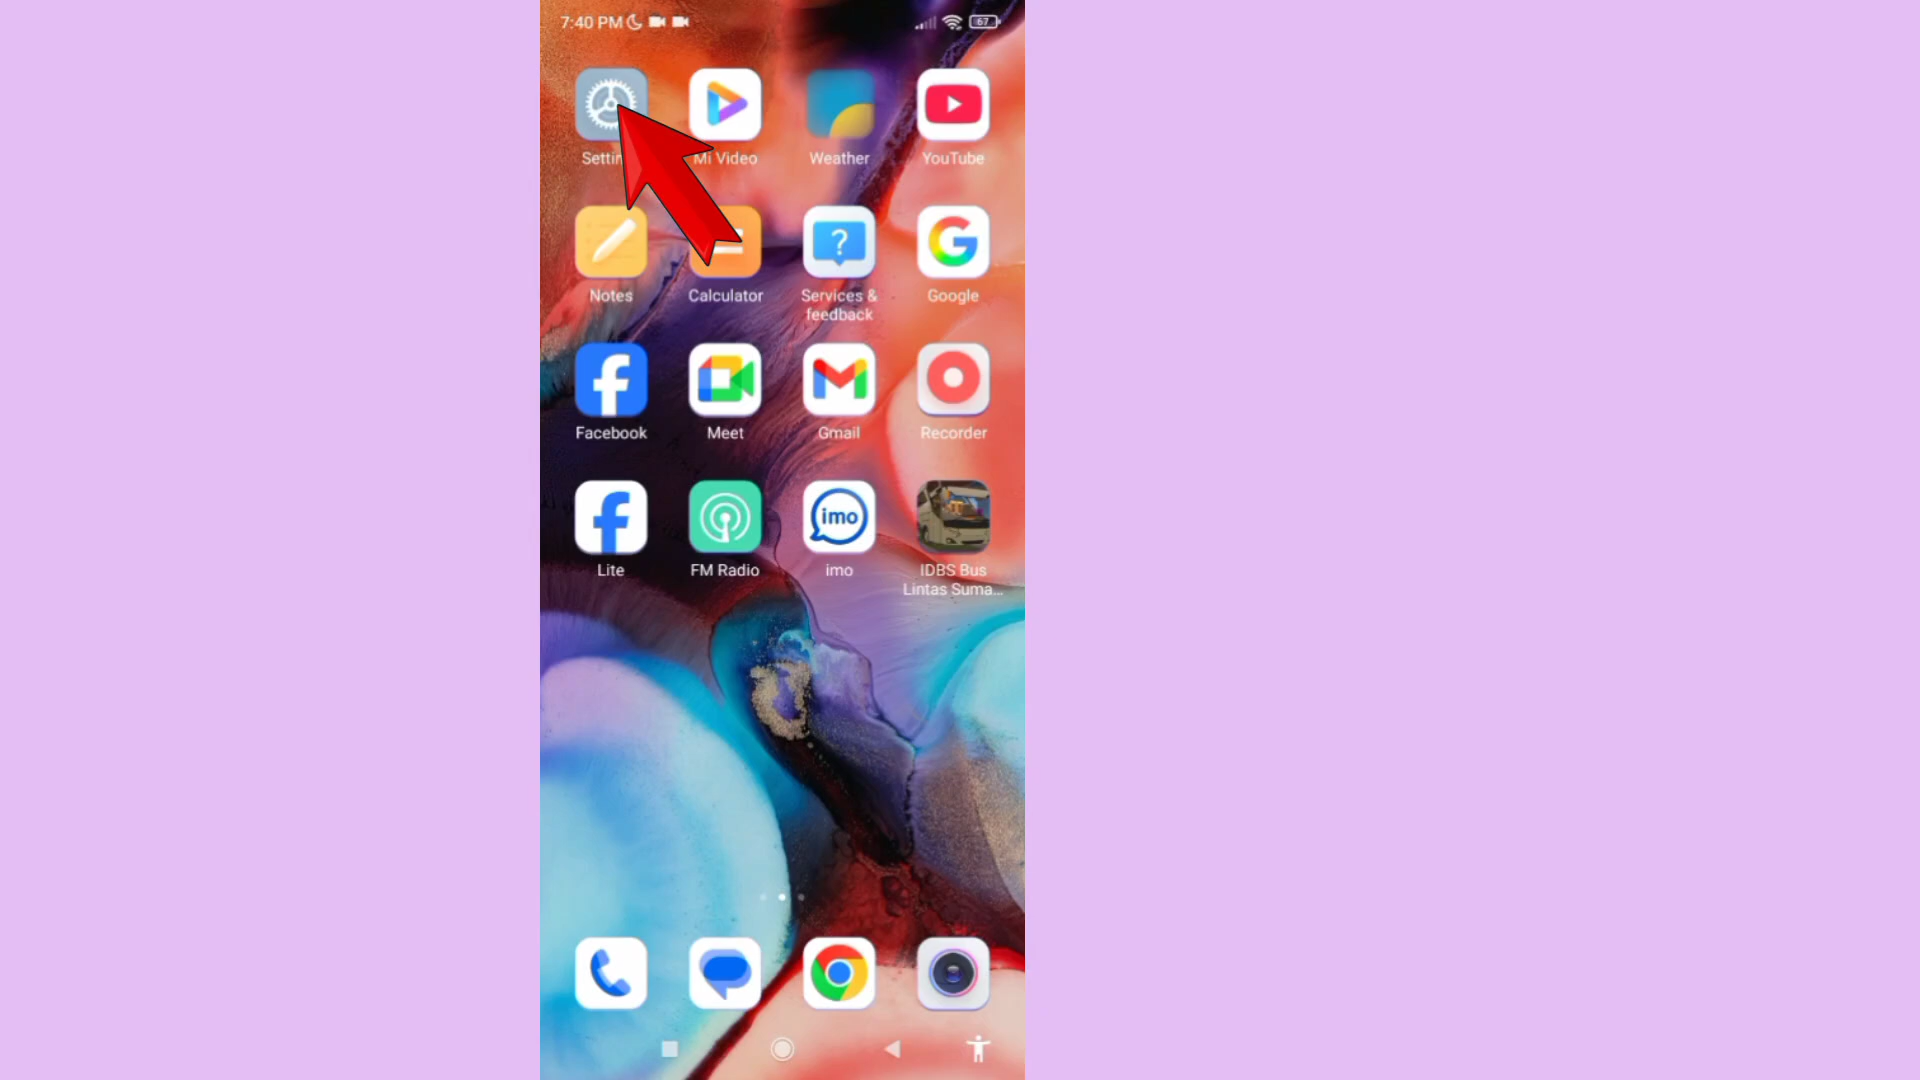 7:40 PM
67
Mi Video
Weather
YouTube
Notes
Calculator
Services &
feedback
Google
Facebook
Meet
Gmail
Recorder
imo
Lite
FM Radio
imo
IDBS Bus
Lintas Suma...